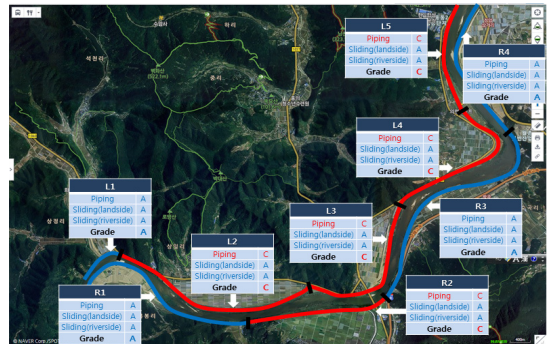 L5
Piping C
Sliding(landside) A
Sliding(riverside) A
Grade C
R4
Piping A
Sliding(landside) A
Sliding(riverside) A
Grade A
L4
Piping C
Sliding(landside) A
Sliding(riverside) A
Grade C
L1
Piping A
Sliding(landside) A
Sliding(riverside) A
Grade A
L3
Piping C
Sliding(landside) A
Sliding(riverside) A
Grade C
R3
Piping A
Sliding(landside) A
Sliding(riverside) A
Grade A
L2
Piping C
Sliding(landside) A
Sliding(riverside) A
Grade C
R1
Piping A
Sliding(landside) A
Sliding(riverside) A
Grade A
R2
Piping C
Sliding(landside) A
Sliding(riverside) A
Grade C
© NAVER Corp.